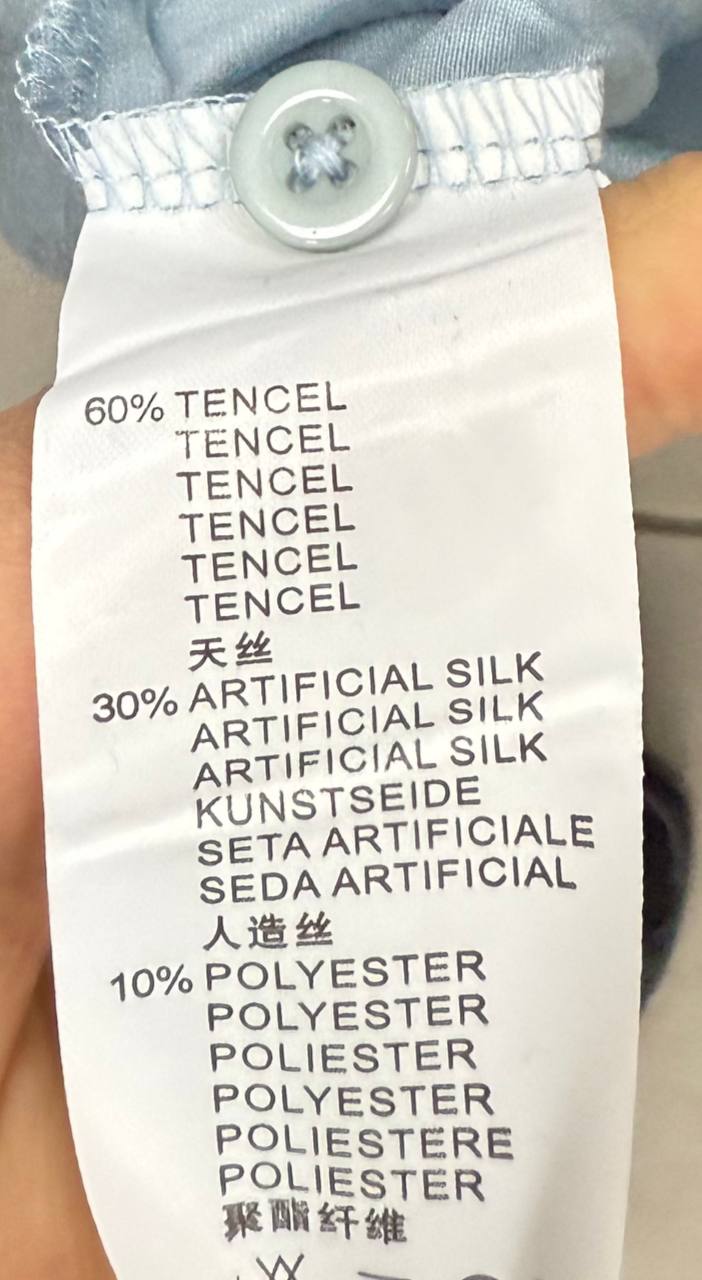 60% TENCEL
TENCEL
TENCEL
TENCEL
TENCEL
TENCEL
天丝
30% ARTIFICIAL SILK
ARTIFICIAL SILK
ARTIFICIAL SILK
KUNSTSEIDE
SETA ARTIFICIALE
SEDA ARTIFICIAL
人造丝
10% POLYESTER
POLYESTER
POLIESTER
POLYESTER
POLIESTERE
POLIESTER
聚酯纤维